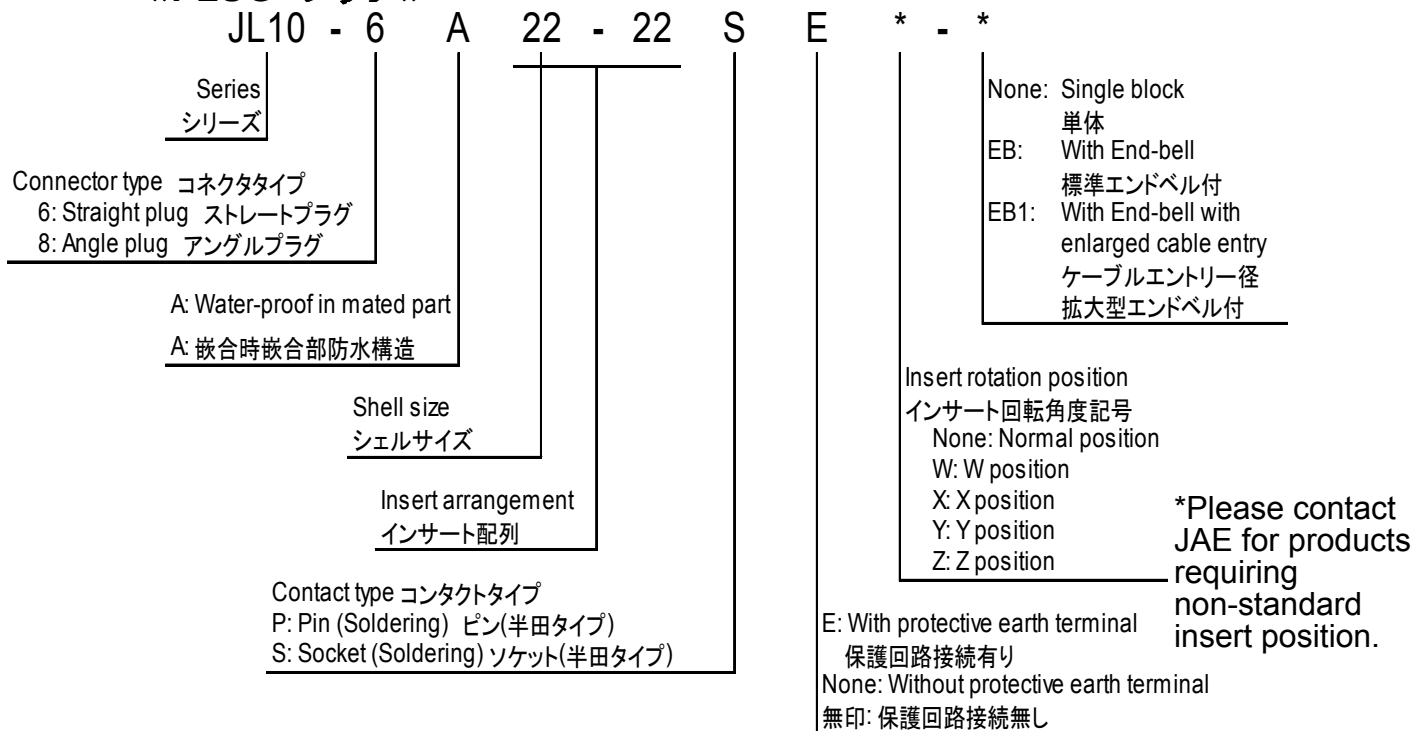 JL10 - 6 A 22 - 22 S E * - *
Series
シリーズ
Connector type コネクタタイプ
6: Straight plug ストレートプラグ
8: Angle plug アングルプラグ
A: Water-proof in mated part
A: 嵌合時嵌合部防水構造
Shell size
シェルサイズ
Insert arrangement
インサート配列
Contact type コンタクトタイプ
P: Pin (Soldering) ピン(半田タイプ)
S: Socket (Soldering) ソケット(半田タイプ)
None: Single block
単体
EB: With End-bell
標準エンドベル付
EB1: With End-bell with
enlarged cable entry
ケーブルエントリー径
拡大型エンドベル付
Insert rotation position
インサート回転角度記号
None: Normal position
W: W position
X: X position
Y: Y position
Z: Z position
*Please contact
JAE for products
requiring
non-standard
insert position.
E: With protective earth terminal
保護回路接続有り
None: Without protective earth terminal
無印: 保護回路接続無し